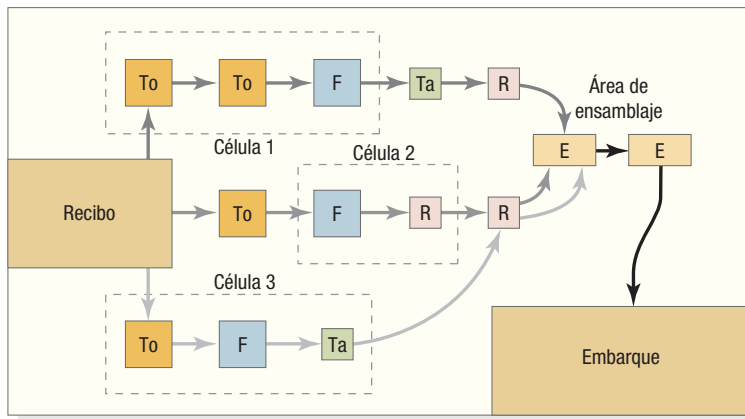 To
To
F
Ta
R
Área de
ensamblaje
Célula 1
Célula 2
E
E
Recibo
To
F
R
R
Célula 3
To
F
Ta
Embarque